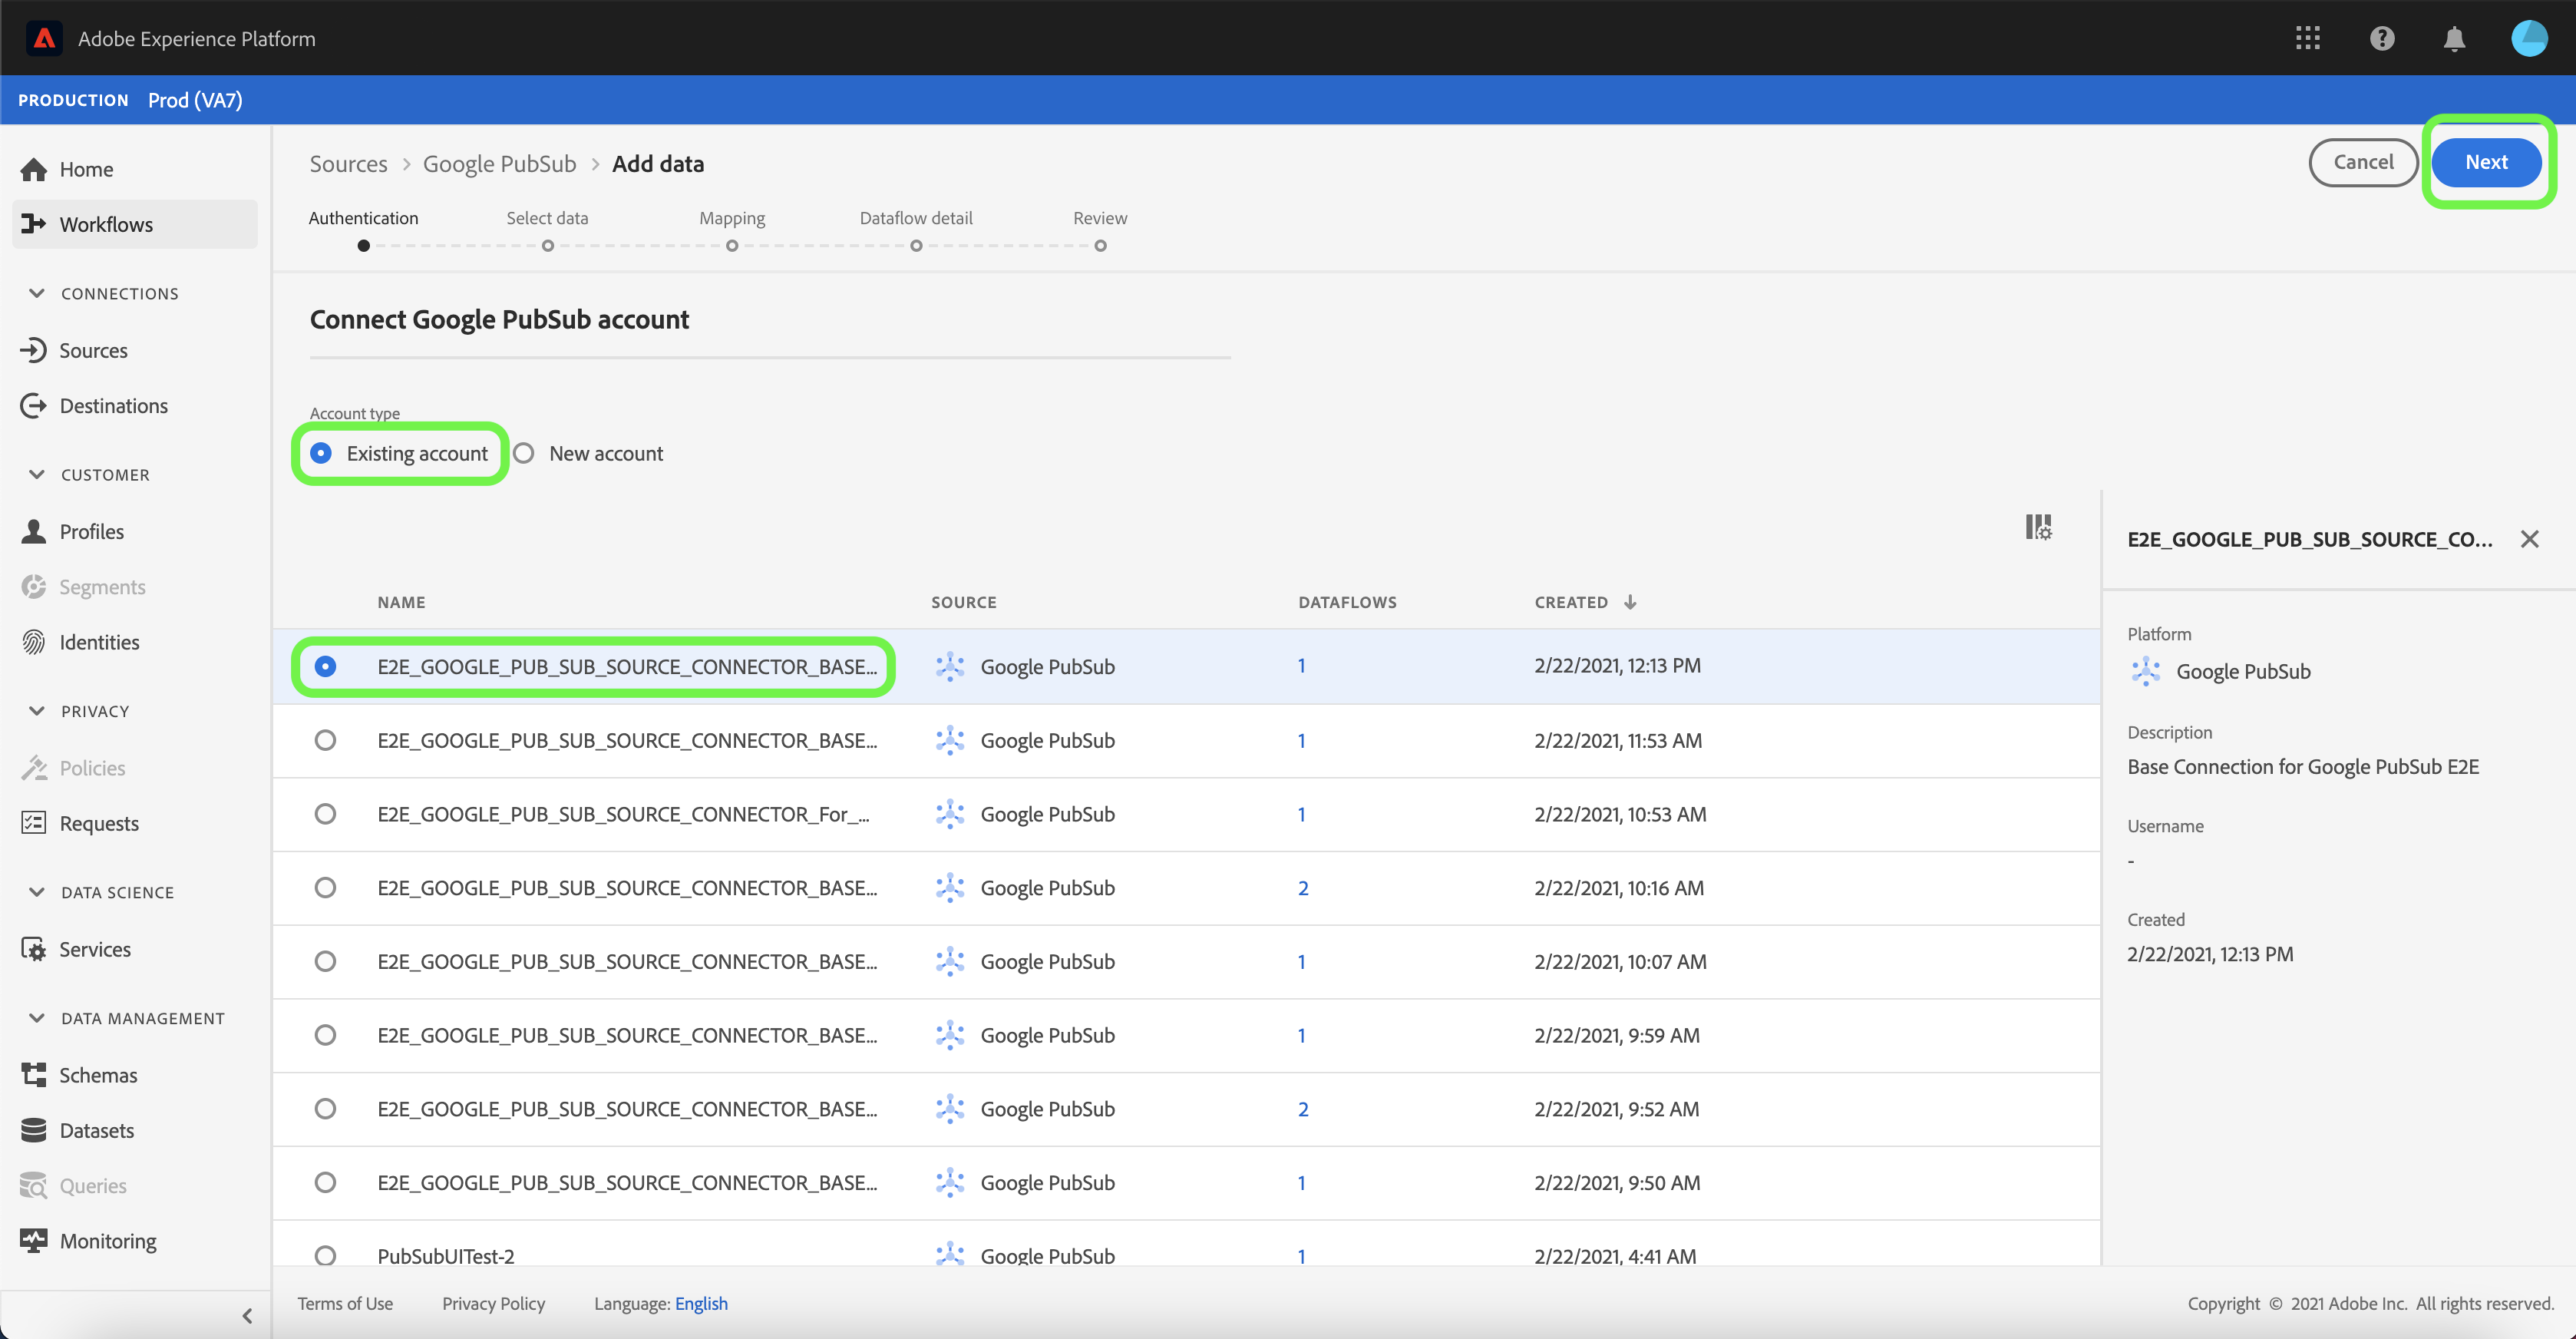 Adobe Experience Platform
PRODUCTION Prod (VA7)
Home
Workflows
CONNECTIONS
Sources
Destinations
CUSTOMER
Profiles
Segments
Identities
PRIVACY
Policies
Requests
DATA SCIENCE
Services
DATA MANAGEMENT
Schemas
Datasets
Queries
Monitoring
Sources > Google PubSub > Add data
Cancel
Next
Authentication Select data Mapping Dataflow detail Review
Connect Google PubSub account
Account type
Existing account New account
NAME SOURCE DATAFLOWS CREATED
E2E_GOOGLE_PUB_SUB_SOURCE_CONNECTOR_BASE... Google PubSub 1 2/22/2021, 12:13 PM
E2E_GOOGLE_PUB_SUB_SOURCE_CONNECTOR_BASE... Google PubSub 1 2/22/2021, 11:53 AM
E2E_GOOGLE_PUB_SUB_SOURCE_CONNECTOR_For_... Google PubSub 1 2/22/2021, 10:53 AM
E2E_GOOGLE_PUB_SUB_SOURCE_CONNECTOR_BASE... Google PubSub 2 2/22/2021, 10:16 AM
E2E_GOOGLE_PUB_SUB_SOURCE_CONNECTOR_BASE... Google PubSub 1 2/22/2021, 10:07 AM
E2E_GOOGLE_PUB_SUB_SOURCE_CONNECTOR_BASE... Google PubSub 1 2/22/2021, 9:59 AM
E2E_GOOGLE_PUB_SUB_SOURCE_CONNECTOR_BASE... Google PubSub 2 2/22/2021, 9:52 AM
E2E_GOOGLE_PUB_SUB_SOURCE_CONNECTOR_BASE... Google PubSub 1 2/22/2021, 9:50 AM
PubSubUITest-2 Google PubSub 1 2/22/2021, 4:41 AM
E2E_GOOGLE_PUB_SUB_SOURCE_CO...
Platform
Google PubSub
Description
Base Connection for Google PubSub E2E
Username
-
Created
2/22/2021, 12:13 PM
Terms of Use Privacy Policy Language: English
Copyright © 2021 Adobe Inc. All rights reserved.